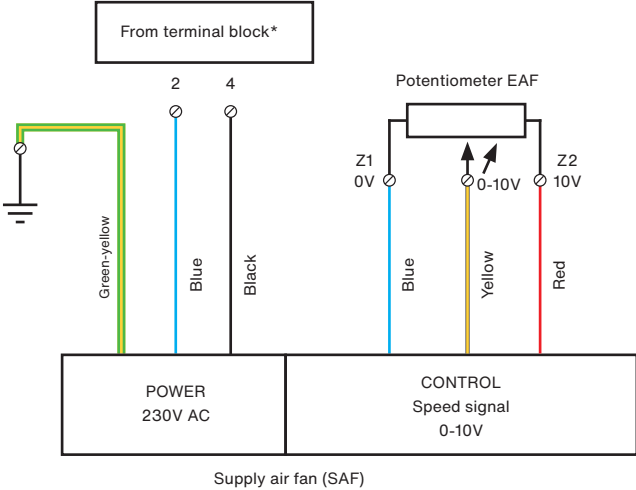 From terminal block*
2 4
Potentiometer EAF
Z1
0V
0-10V
Z2
10V
Green-yellow
Blue
Black
Blue
Yellow
Red
POWER
230V AC
CONTROL
Speed signal
0-10V
Supply air fan (SAF)